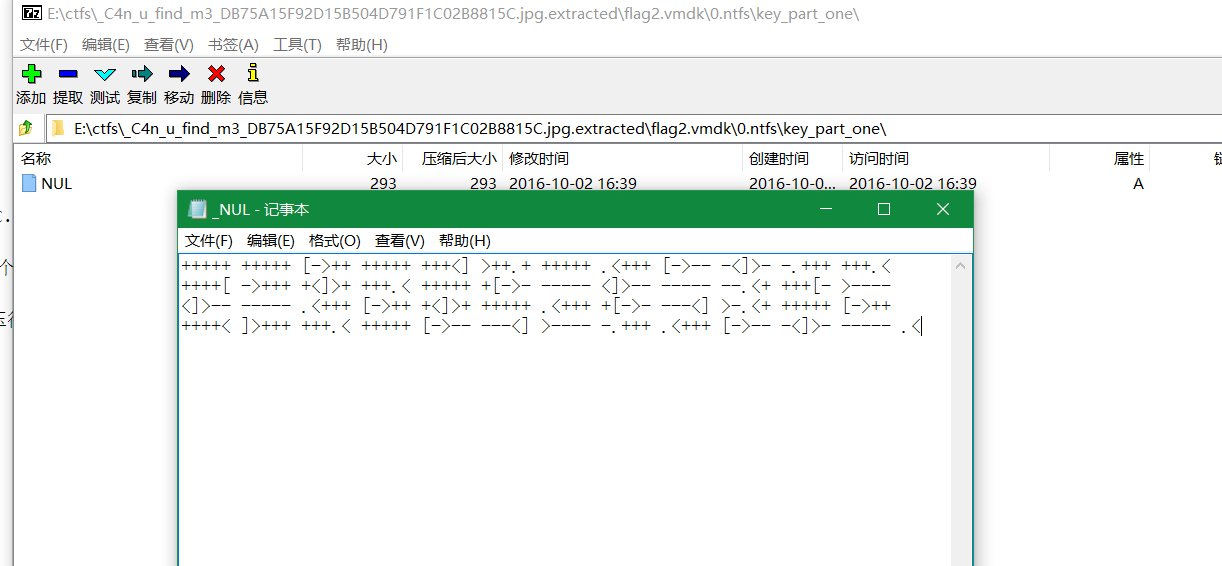 E:\ctfs\_C4n_u_find_m3_DB75A15F92D15B504D791F1C02B8815C.jpg.extracted\flag2.vmdk\0.ntfs\key_part_one\
文件(F) 编辑(E) 查看(V) 书签(A) 工具(T) 帮助(H)
添加 提取 测试 复制 移动 删除 信息
E:\ctfs\_C4n_u_find_m3_DB75A15F92D15B504D791F1C02B8815C.jpg.extracted\flag2.vmdk\0.ntfs\key_part_one\
名称 大小 压缩后大小 修改时间 创建时间 访问时间 属性
NUL 293 293 2016-10-02 16:39 2016-10-0... 2016-10-02 16:39 A
_NUL - 记事本
文件(F) 编辑(E) 格式(O) 查看(V) 帮助(H)
+++++ +++++ [->++ +++++ +++<] >++.+ +++++ .<+++ [->-- -<]>- -.+++ +++.<
++++[ ->+++ +<]>+ +++.< +++++ +[->- ----- <]>-- ----- --.<+ +++[- >----
<]>-- ----- .<+++ [->++ +<]>+ +++++ .<+++ +[->- ---<] >-.<+ +++++ [->++
++++< ]>+++ +++.< +++++ [->-- ---<] >---- -.+++ .<+++ [->-- -<]>- ----- .<